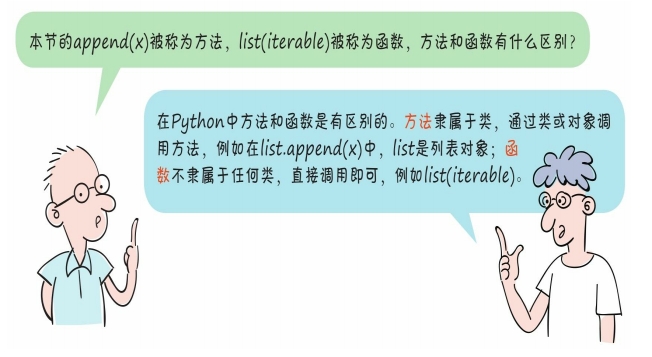 本节的append(x)被称为方法，list(iterable)被称为函数，方法和函数有什么区别？
在Python中方法和函数是有区别的。方法隶属于类，通过类或对象调
用方法，例如在list.append(x)中，list是列表对象；函
数不隶属于任何类，直接调用即可，例如list(iterable)。